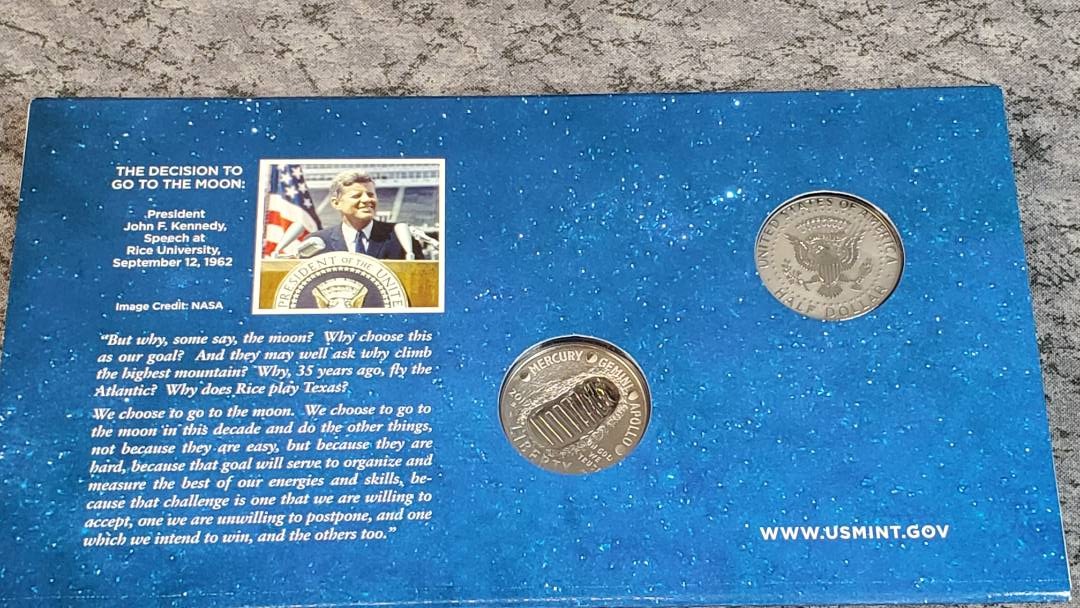 THE DECISION TO
GO TO THE MOON:
President
John F. Kennedy,
Speech at
Rice University,
September 12, 1962
Image Credit: NASA
PRESIDENT OF THE UNITE
"But why, some say, the moon? Why choose this
as our goal? And they may well ask why climb
the highest mountain? Why, 35 years ago, fly the
Atlantic? Why does Rice play Texas?
We choose to go to the moon. We choose to go to
the moon in this decade and do the other things,
not because they are easy, but because they are
hard, because that goal will serve to organize and
measure the best of our energies and skills, be-
cause that challenge is one that we are willing to
accept, one we are unwilling to postpone, and one
which we intend to win, and the others too."
MERCURY GEMINI APOLLO
LIBERTY
GOD
WE
TRUST
UNITED STATES OF AMERICA
HALF DOLLAR
WWW.USMINT.GOV